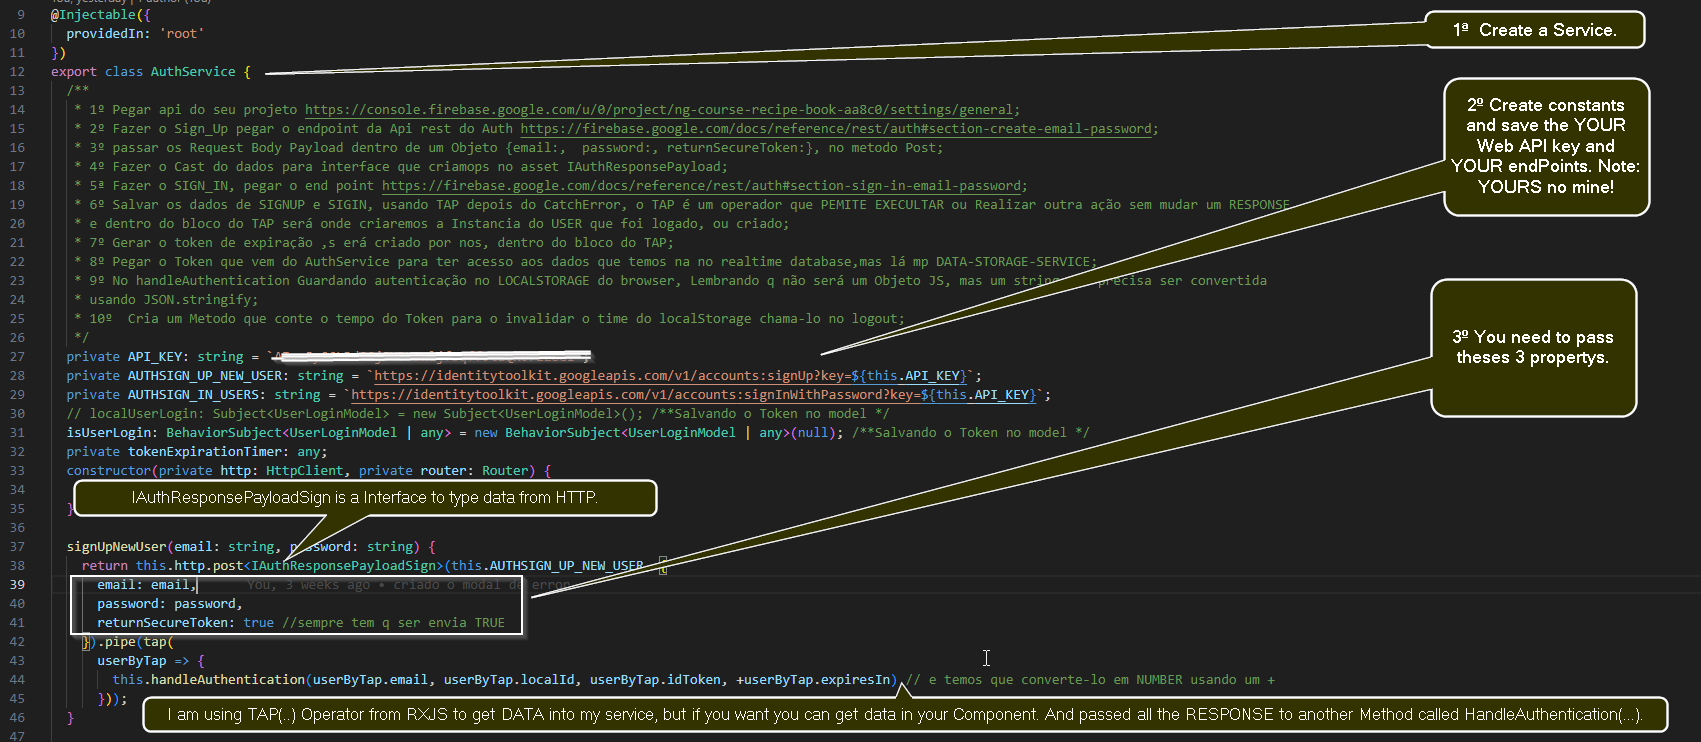 You, yesterday | 1 author (You)
9 @Injectable({
10 providedIn: 'root'
11 })
12 export class AuthService {
13 /**
14 * 1º Pegar api do seu projeto https://console.firebase.google.com/u/0/project/ng-course-recipe-book-aa8c0/settings/general;
15 * 2º Fazer o Sign_Up pegar o endpoint da Api rest do Auth https://firebase.google.com/docs/reference/rest/auth#section-create-email-password;
16 * 3º passar os Request Body Payload dentro de um Objeto {email:, password:, returnSecureToken:}, no metodo Post;
17 * 4º Fazer o Cast do dados para interface que criamops no asset IAuthResponsePayload;
18 * 5ª Fazer o SIGN_IN, pegar o end point https://firebase.google.com/docs/reference/rest/auth#section-sign-in-email-password;
19 * 6º Salvar os dados de SIGNUP e SIGIN, usando TAP depois do CatchError, o TAP é um operador que PEMITE EXECULTAR ou Realizar outra ação sem mudar um RESPONSE
20 * e dentro do bloco do TAP será onde criaremos a Instancia do USER que foi logado, ou criado;
21 * 7º Gerar o token de expiração ,s erá criado por nos, dentro do bloco do TAP;
22 * 8º Pegar o Token que vem do AuthService para ter acesso aos dados que temos na no realtime database,mas lá mp DATA-STORAGE-SERVICE;
23 * 9º No handleAuthentication Guardando autenticação no LOCALSTORAGE do browser, Lembrando q não será um Objeto JS, mas um string precisa ser convertida
24 * usando JSON.stringify;
25 * 10º Cria um Metodo que conte o tempo do Token para o invalidar o time do localStorage chama-lo no logout;
26 */
27 private API_KEY: string = `
28 private AUTHSIGN_UP_NEW_USER: string = `https://identitytoolkit.googleapis.com/v1/accounts:signUp?key=${this.API_KEY}`;
29 private AUTHSIGN_IN_USERS: string = `https://identitytoolkit.googleapis.com/v1/accounts:signInWithPassword?key=${this.API_KEY}`;
30 // localUserLogin: Subject<UserLoginModel> = new Subject<UserLoginModel>(); /**Salvando o Token no model */
31 isUserLogin: BehaviorSubject<UserLoginModel | any> = new BehaviorSubject<UserLoginModel | any>(null); /**Salvando o Token no model */
32 private tokenExpirationTimer: any;
33 constructor(private http: HttpClient, private router: Router) {
34
35 }
36
37 signUpNewUser(email: string, password: string) {
38 return this.http.post<IAuthResponsePayloadSign>(this.AUTHSIGN_UP_NEW_USER, {
39 email: email, You, 3 weeks ago • criado o modal de erron
40 password: password,
41 returnSecureToken: true //sempre tem q ser envia TRUE
42 }).pipe(tap(
43 userByTap => {
44 this.handleAuthentication(userByTap.email, userByTap.localId, userByTap.idToken, +userByTap.expiresIn) // e temos que converte-lo em NUMBER usando um +
45 }));
46 }
47
1ª Create a Service.
2º Create constants
and save the YOUR
Web API key and
YOUR endPoints. Note:
YOURS no mine!
3º You need to pass
theses 3 propertys.
IAuthResponsePayloadSign is a Interface to type data from HTTP.
I am using TAP(..) Operator from RXJS to get DATA into my service, but if you want you can get data in your Component. And passed all the RESPONSE to another Method called HandleAuthentication(...).